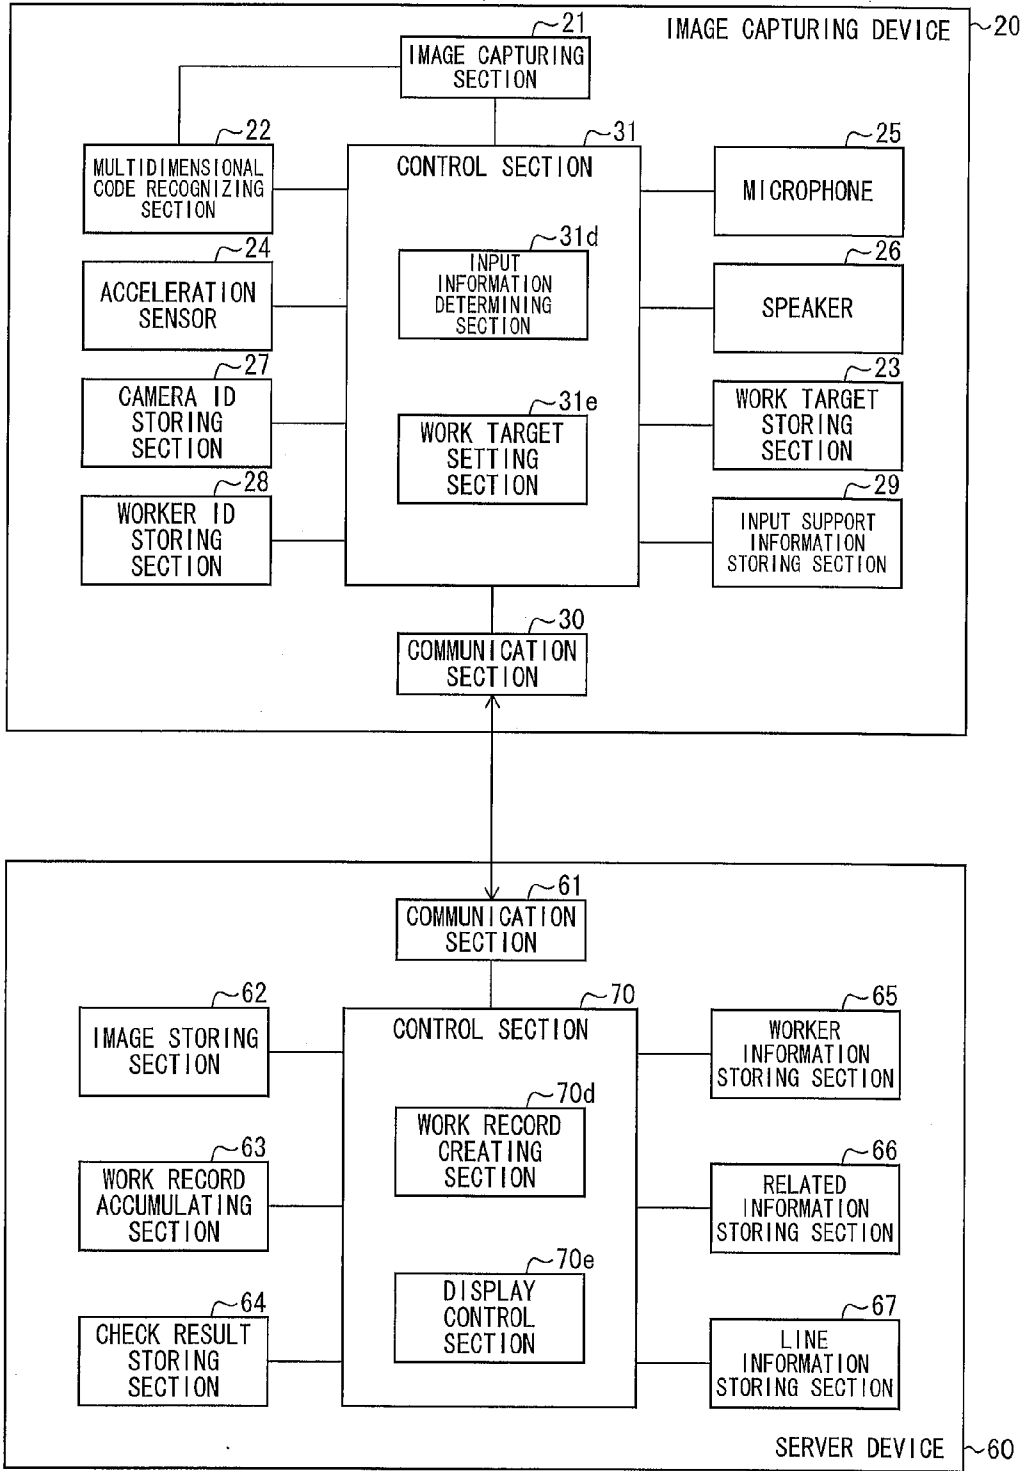 IMAGE CAPTURING DEVICE
20
21
IMAGE CAPTURING
SECTION
22
MULTIDIMENSIONAL
CODE RECOGNIZING
SECTION
31
CONTROL SECTION
25
MICROPHONE
24
ACCELERATION
SENSOR
31d
INPUT
INFORMATION
DETERMINING
SECTION
26
SPEAKER
27
CAMERA ID
STORING
SECTION
31e
WORK TARGET
SETTING
SECTION
23
WORK TARGET
STORING
SECTION
28
WORKER ID
STORING
SECTION
29
INPUT SUPPORT
INFORMATION
STORING SECTION
30
COMMUNICATION
SECTION
61
COMMUNICATION
SECTION
62
IMAGE STORING
SECTION
70
CONTROL SECTION
65
WORKER
INFORMATION
STORING SECTION
63
WORK RECORD
ACCUMULATING
SECTION
70d
WORK RECORD
CREATING
SECTION
66
RELATED
INFORMATION
STORING SECTION
64
CHECK RESULT
STORING
SECTION
70e
DISPLAY
CONTROL
SECTION
67
LINE
INFORMATION
STORING SECTION
SERVER DEVICE
60